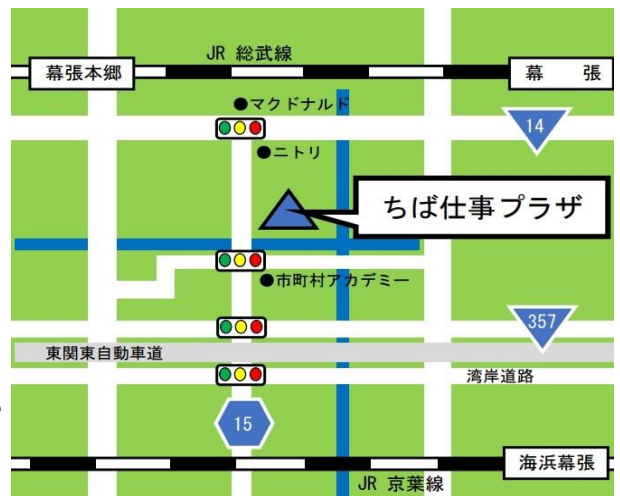 JR 総武線
幕張本郷
幕 張
●マクドナルド
14
●ニトリ
ちば仕事プラザ
●市町村アカデミー
357
東関東自動車道
湾岸道路
15
海浜幕張
JR 京葉線